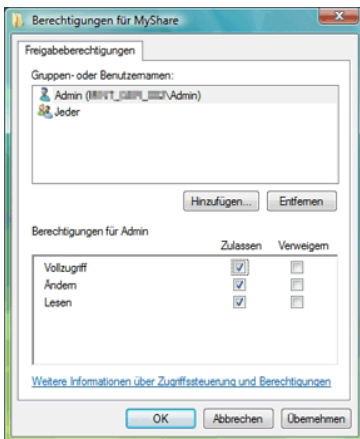 Berechtigungen für MyShare
Freigabeberechtigungen
Gruppen- oder Benutzernamen:
Admin (\Admin)
Jeder
Hinzufügen... Entfernen
Berechtigungen für Admin Zulassen Verweigern
Vollzugriff
Ändern
Lesen
Weitere Informationen über Zugriffssteuerung und Berechtigungen
OK Abbrechen Übernehmen